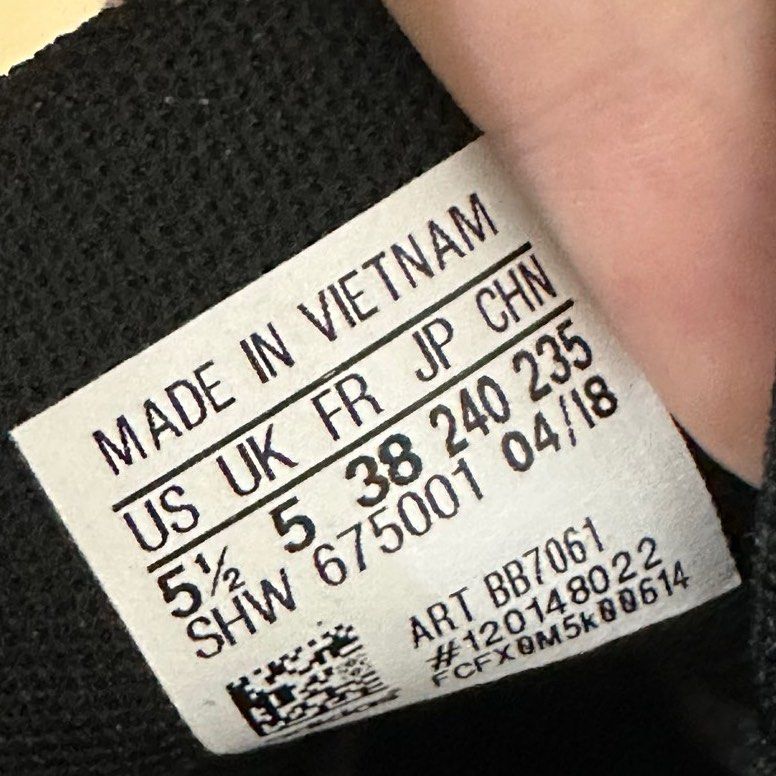 MADE IN VIETNAM
US UK FR JP CHN
5½ 5 38 240 235
SHW 675001 04/18
ART BB7061
#120148022
FCFX0M5k00614